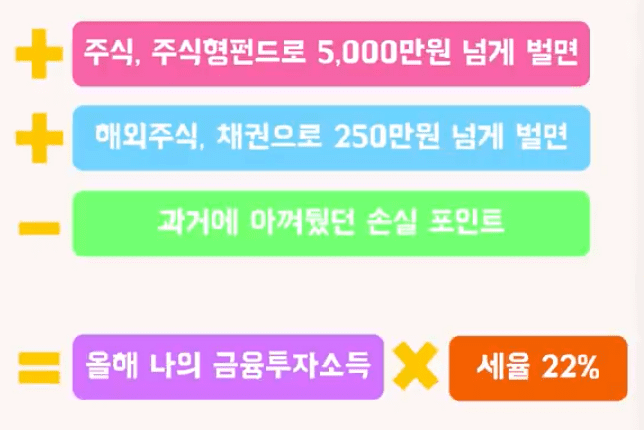 + 주식, 주식형펀드로 5,000만원 넘게 벌면
+ 해외주식, 채권으로 250만원 넘게 벌면
- 과거에 아껴뒀던 손실 포인트
= 올해 나의 금융투자소득 × 세율 22%